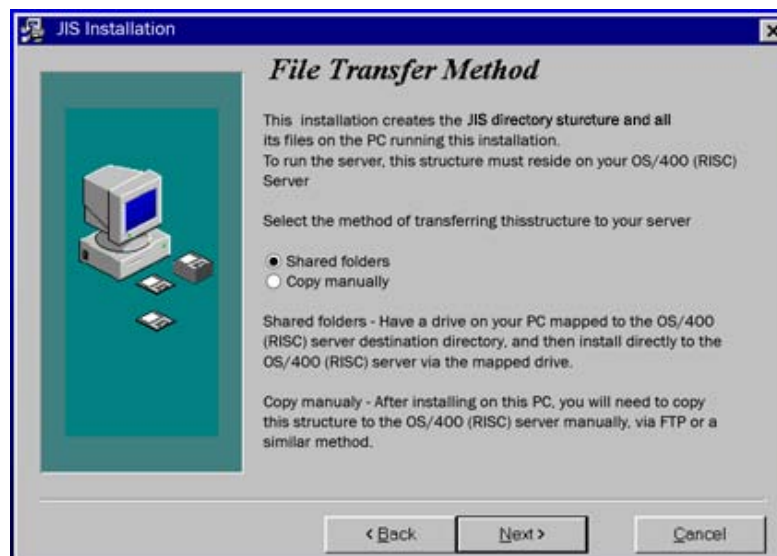 JIS Installation
File Transfer Method
This installation creates the JIS directory sturcture and all
its files on the PC running this installation.
To run the server, this structure must reside on your OS/400 (RISC)
Server
Select the method of transferring thisstructure to your server
Shared folders
Copy manually
Shared folders - Have a drive on your PC mapped to the OS/400
(RISC) server destination directory, and then install directly to the
OS/400 (RISC) server via the mapped drive.
Copy manualy - After installing on this PC, you will need to copy
this structure to the OS/400 (RISC) server manually, via FTP or a
similar method.
< Back
Next >
Cancel